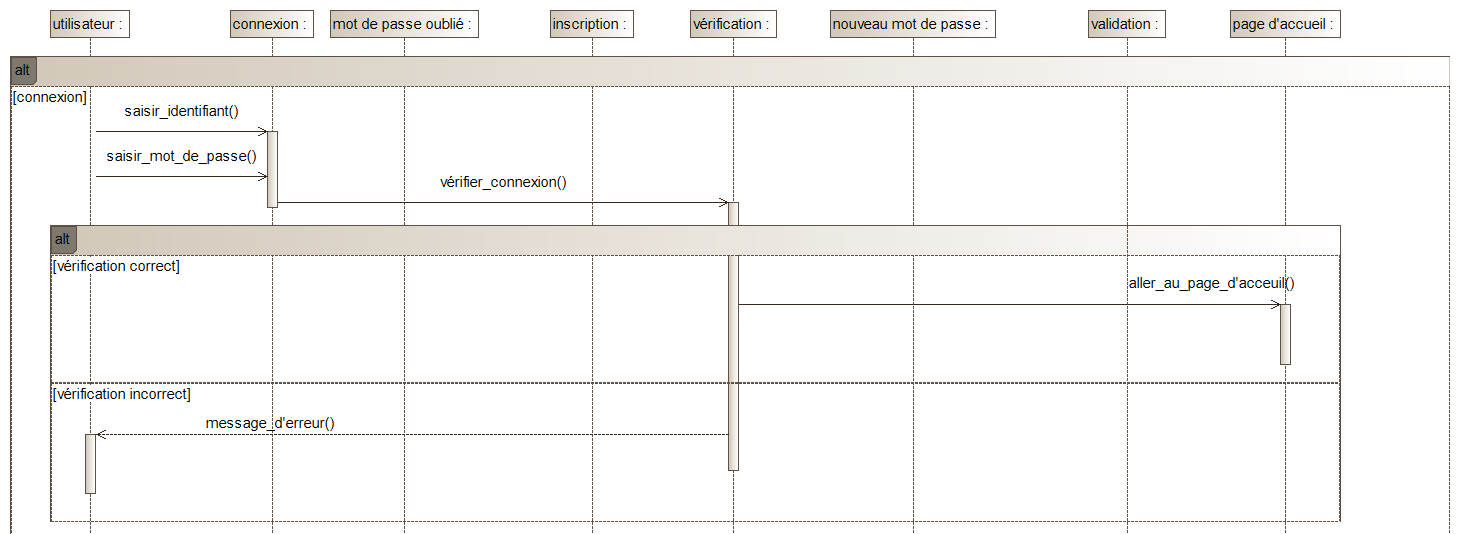 utilisateur :
connexion :
mot de passe oublié :
inscription :
vérification :
nouveau mot de passe :
validation :
page d'accueil :
alt
[connexion]
saisir_identifiant()
saisir_mot_de_passe()
vérifier_connexion()
alt
[vérification correct]
aller_au_page_d'acceuil()
[vérification incorrect]
message_d'erreur()